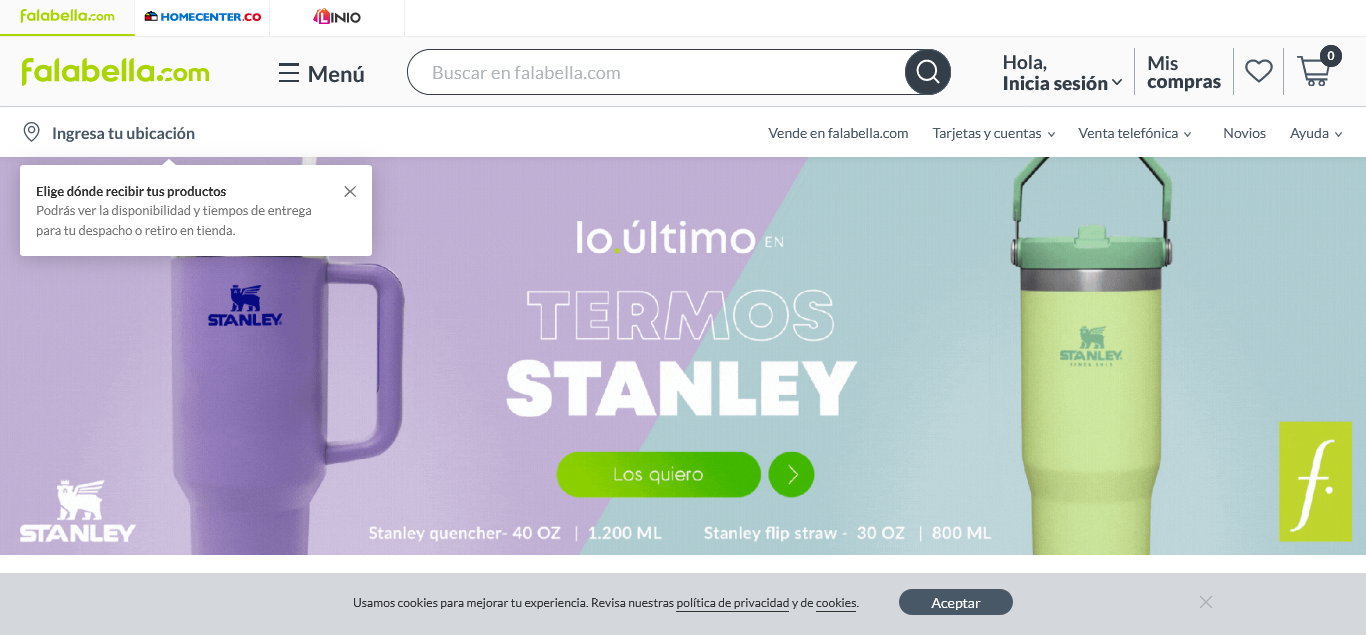 falabella.com
HOMECENTER.CO
LINIO
falabella.com
Menú
Buscar en falabella.com
Hola,
Inicia sesión
Mis
compras
0
Ingresa tu ubicación
Vende en falabella.com
Tarjetas y cuentas
Venta telefónica
Novios
Ayuda
Elige dónde recibir tus productos
Podrás ver la disponibilidad y tiempos de entrega
para tu despacho o retiro en tienda.
lo.último EN
TERMOS
STANLEY
Los quiero
STANLEY
STANLEY
SINCE 1913
STANLEY
f.
Stanley quencher- 40 OZ | 1.200 ML
Stanley flip straw - 30 OZ | 800 ML
Usamos cookies para mejorar tu experiencia. Revisa nuestras política de privacidad y de cookies.
Aceptar